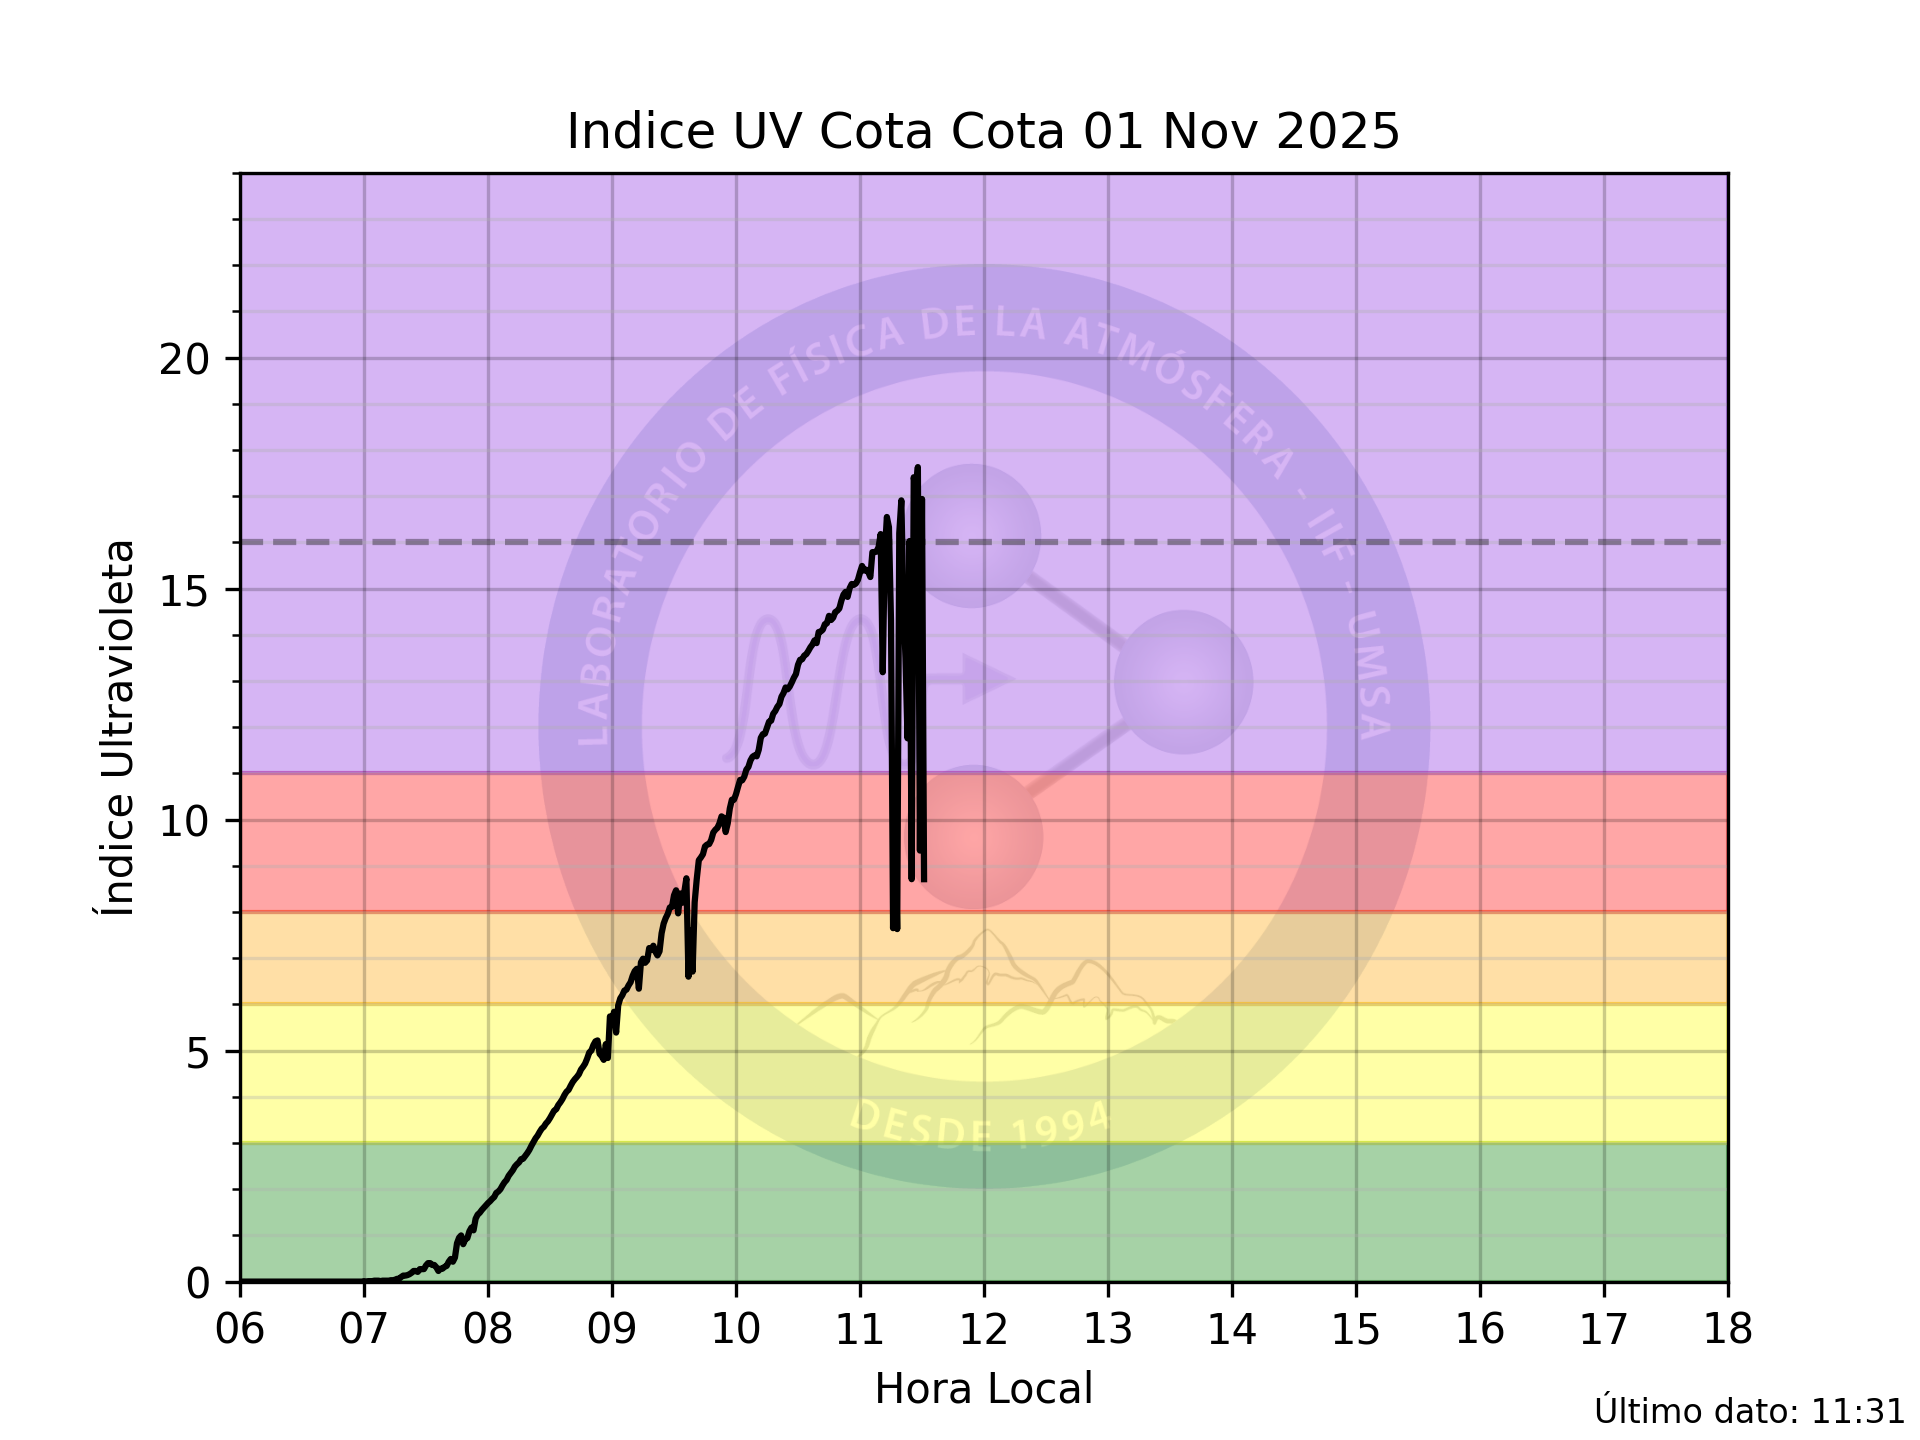 Indice UV Cota Cota 01 Nov 2025
LABORATORIO DE FÍSICA DE LA ATMÓSFERA - IIF - UMSA
DESDE 1994
Índice Ultravioleta
20
15
10
5
0
06 07 08 09 10 11 12 13 14 15 16 17 18
Hora Local
Último dato: 11:31